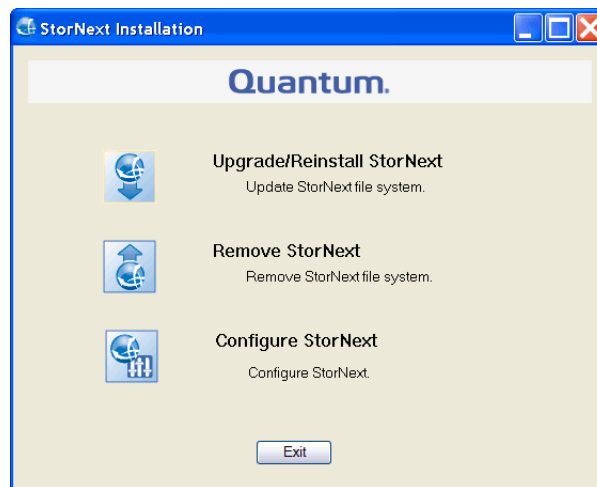 StorNext Installation
Quantum.
Upgrade/Reinstall StorNext
Update StorNext file system.
Remove StorNext
Remove StorNext file system.
Configure StorNext
Configure StorNext.
Exit